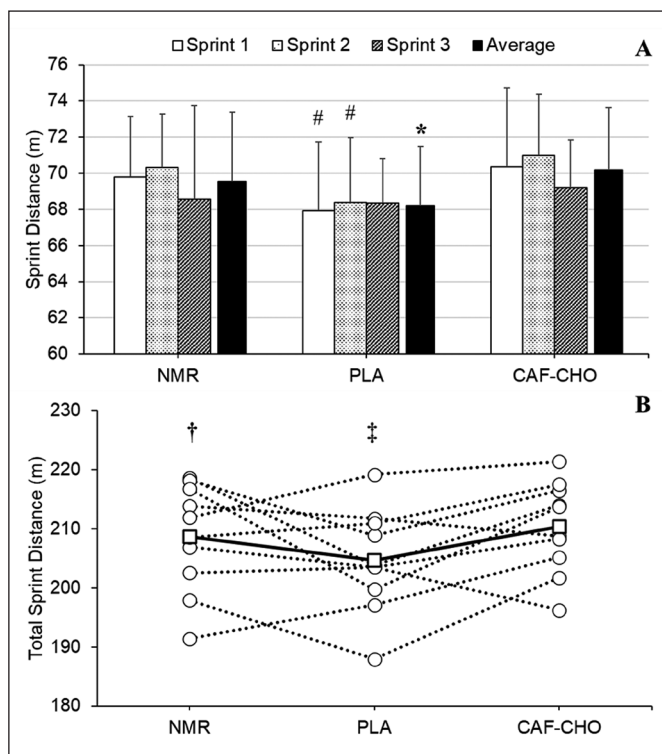 Sprint 1 Sprint 2 Sprint 3 Average
A
76
74
72
70
68
66
64
62
60
Sprint Distance (m)
# # *
NMR PLA CAF-CHO
B
230
220
210
200
190
180
Total Sprint Distance (m)
† ‡
NMR PLA CAF-CHO